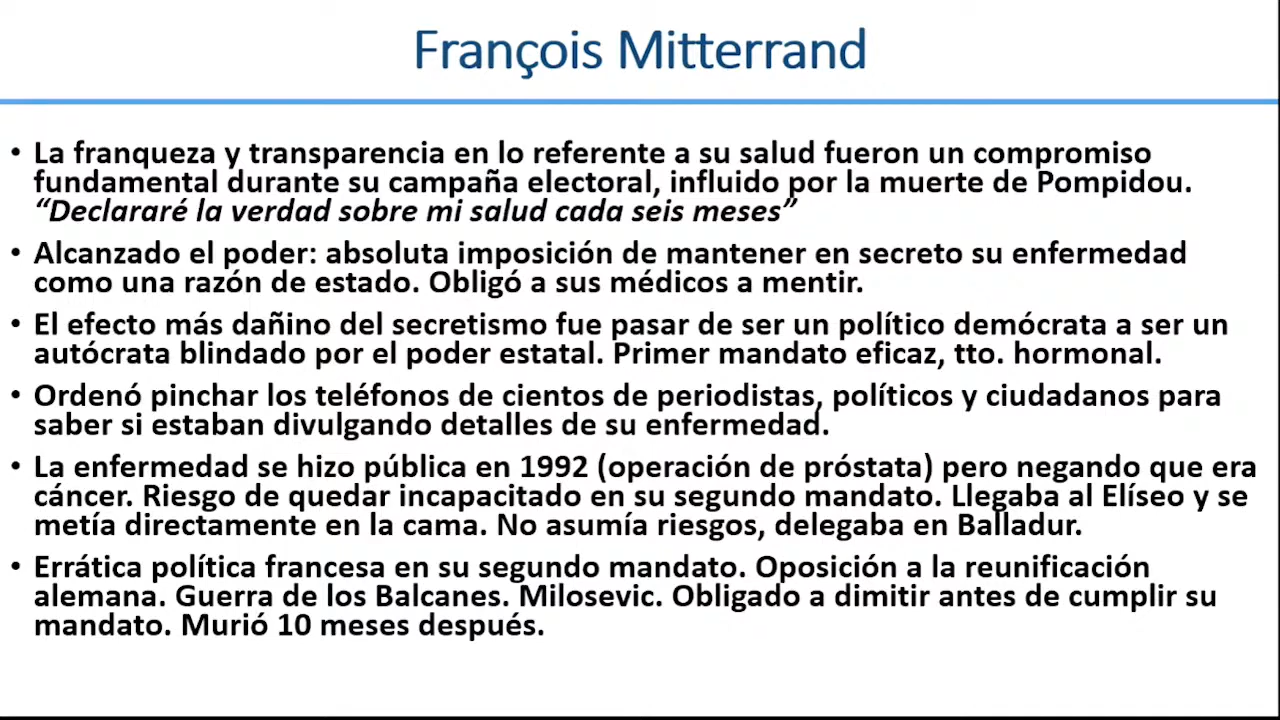 François Mitterrand
• La franqueza y transparencia en lo referente a su salud fueron un compromiso
fundamental durante su campaña electoral, influido por la muerte de Pompidou.
“Declararé la verdad sobre mi salud cada seis meses”
• Alcanzado el poder: absoluta imposición de mantener en secreto su enfermedad
como una razón de estado. Obligó a sus médicos a mentir.
• El efecto más dañino del secretismo fue pasar de ser un político demócrata a ser un
autócrata blindado por el poder estatal. Primer mandato eficaz, tto. hormonal.
• Ordenó pinchar los teléfonos de cientos de periodistas, políticos y ciudadanos para
saber si estaban divulgando detalles de su enfermedad.
• La enfermedad se hizo pública en 1992 (operación de próstata) pero negando que era
cáncer. Riesgo de quedar incapacitado en su segundo mandato. Llegaba al Elíseo y se
metía directamente en la cama. No asumía riesgos, delegaba en Balladur.
• Errática política francesa en su segundo mandato. Oposición a la reunificación
alemana. Guerra de los Balcanes. Milosevic. Obligado a dimitir antes de cumplir su
mandato. Murió 10 meses después.